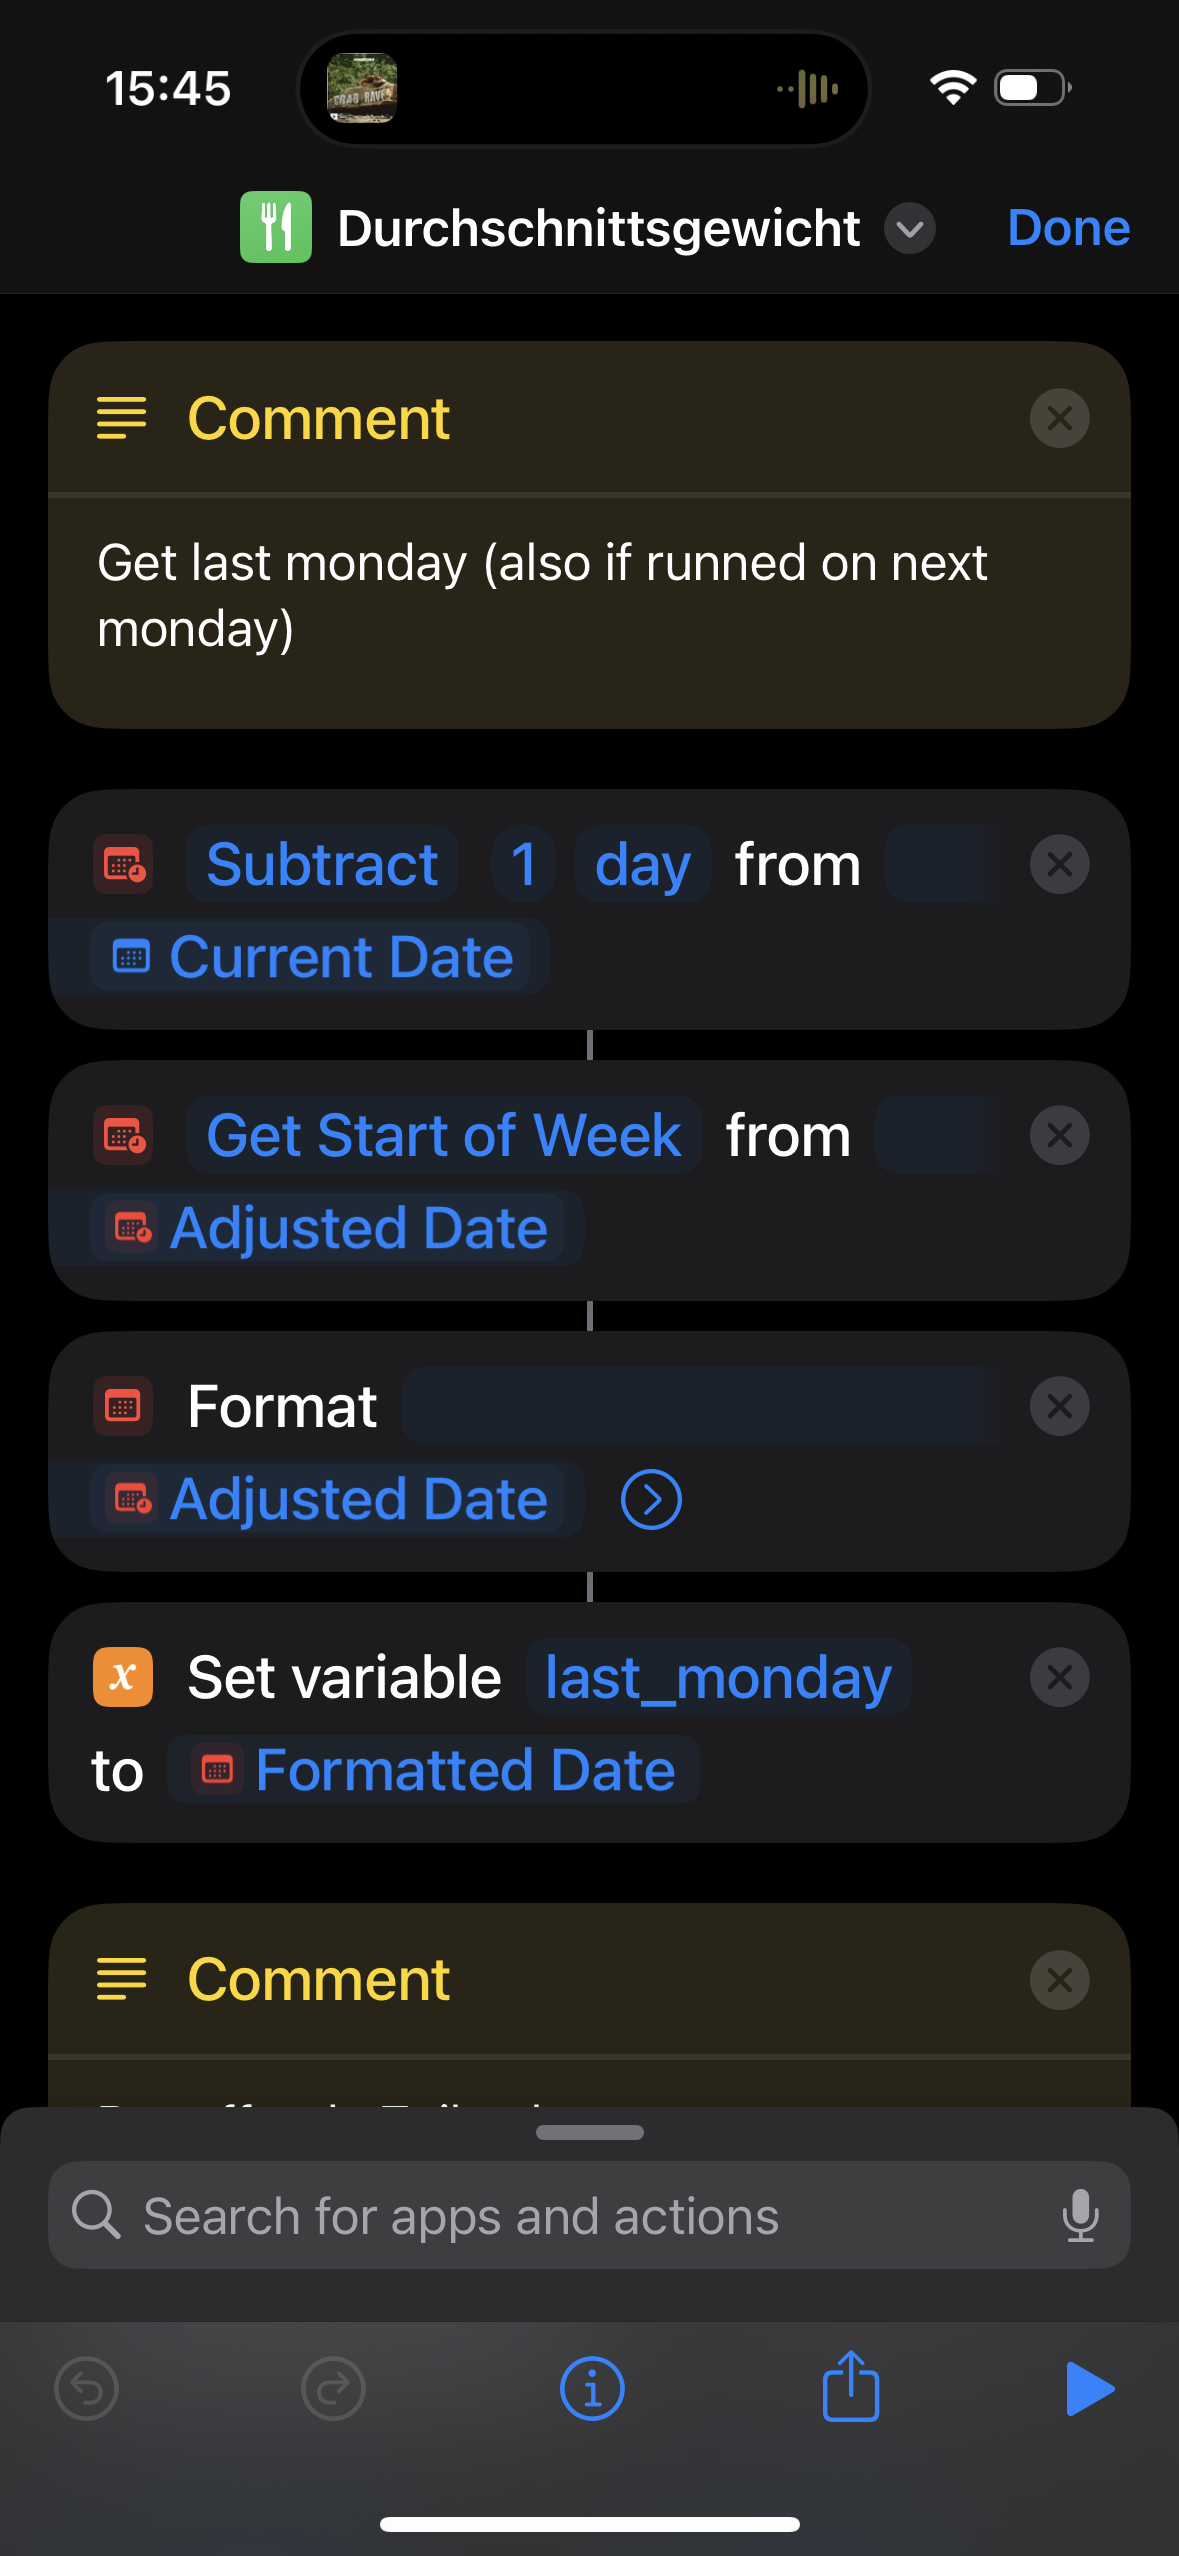 15:45
CRAB RAVE
Durchschnittsgewicht
Done
Comment
Get last monday (also if runned on next
monday)
Subtract 1 day from
Current Date
Get Start of Week from
Adjusted Date
Format
Adjusted Date
x Set variable last_monday
to Formatted Date
Comment
Search for apps and actions